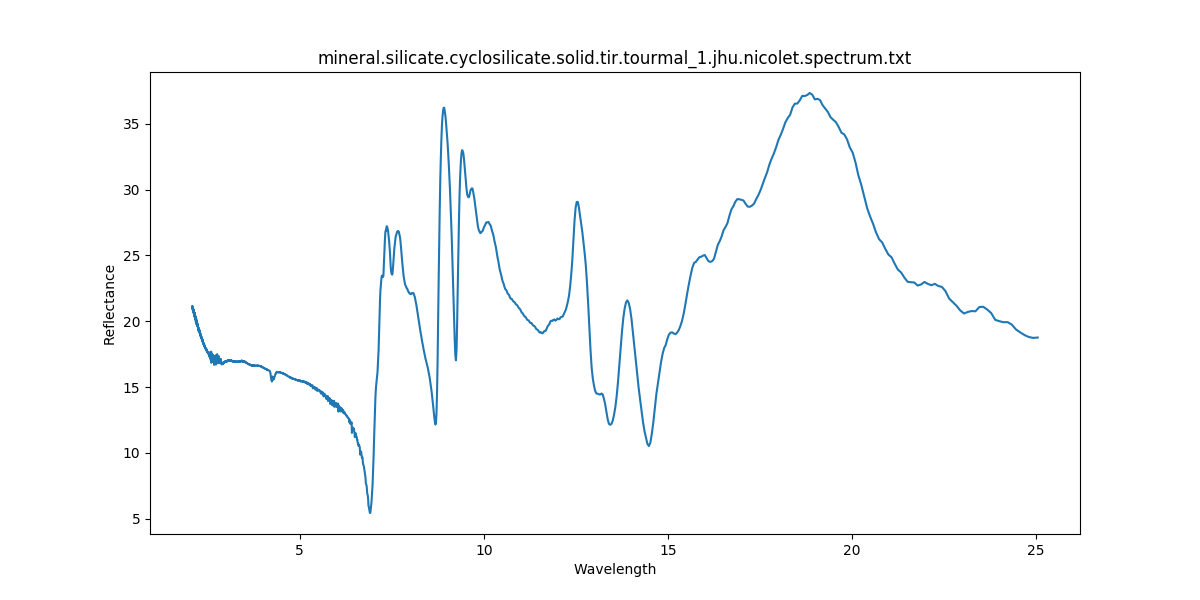 mineral.silicate.cyclosilicate.solid.tir.tourmal_1.jhu.nicolet.spectrum.txt
Reflectance
35
30
25
20
15
10
5
5 10 15 20 25
Wavelength